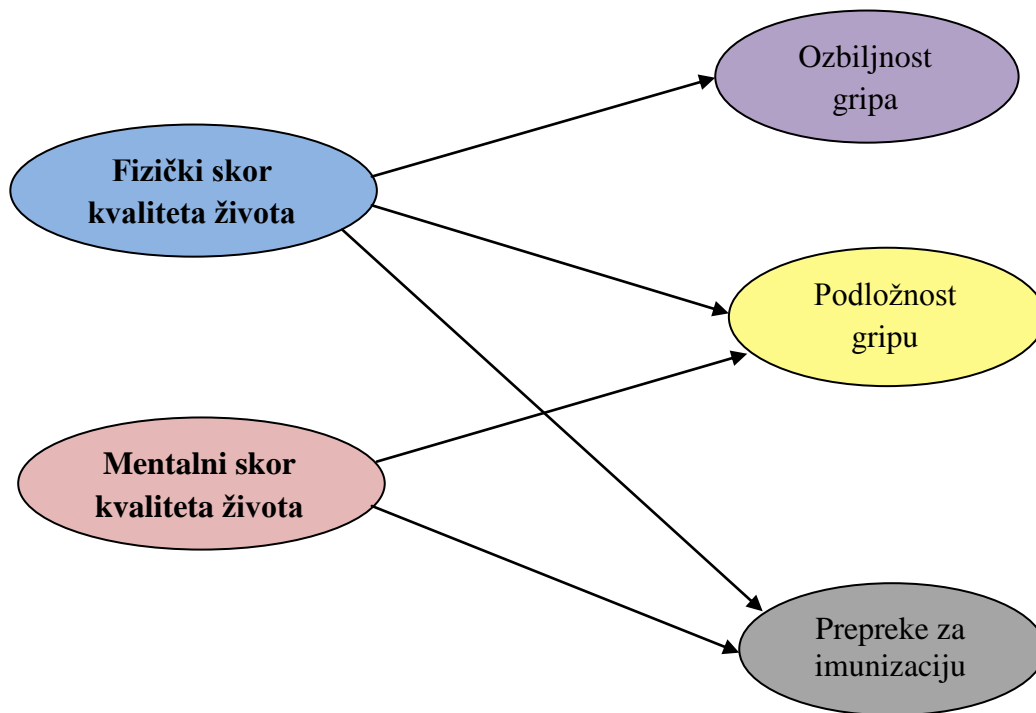 Ozbiljnost
gripa
Fizički skor
kvaliteta života
Podložnost
gripu
Mentalni skor
kvaliteta života
Prepreke za
imunizaciju